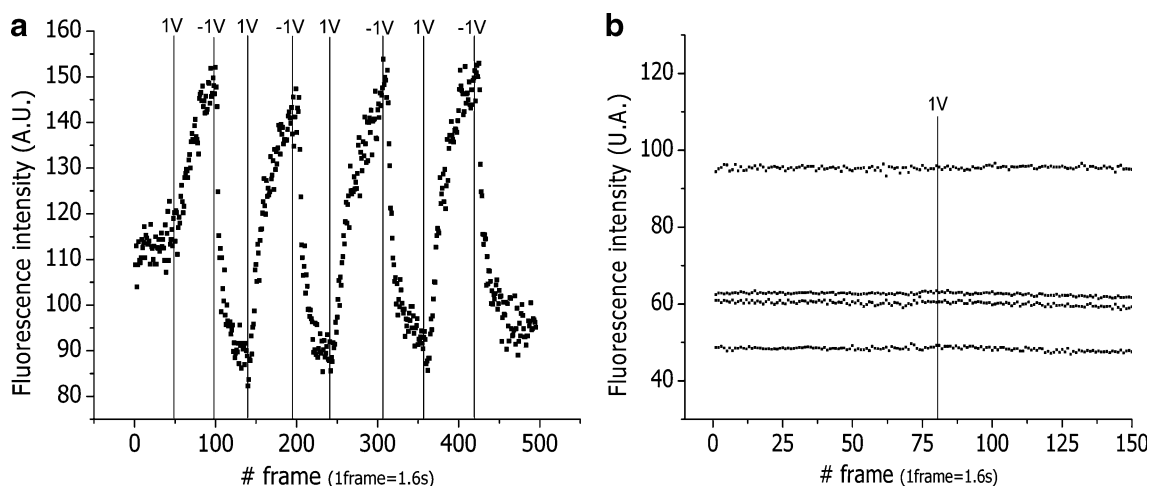 a
1V -1V 1V -1V 1V -1V 1V -1V
160
150
140
130
120
110
100
90
80
Fluorescence intensity (A.U.)
0 100 200 300 400 500
# frame (1frame=1.6s)
b
1V
120
100
80
60
40
Fluorescence intensity (U.A.)
0 25 50 75 100 125 150
# frame (1frame=1.6s)